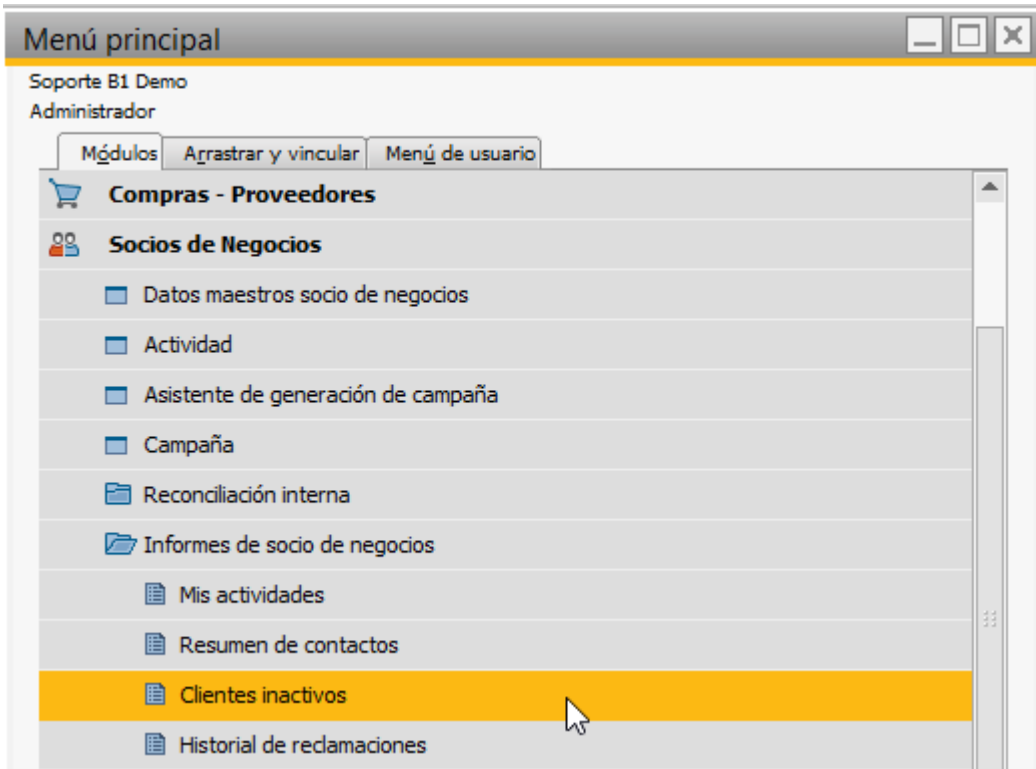 Menú principal
Soporte B1 Demo
Administrador
Módulos Arrastrar y vincular Menú de usuario
Compras - Proveedores
Socios de Negocios
Datos maestros socio de negocios
Actividad
Asistente de generación de campaña
Campaña
Reconciliación interna
Informes de socio de negocios
Mis actividades
Resumen de contactos
Clientes inactivos
Historial de reclamaciones